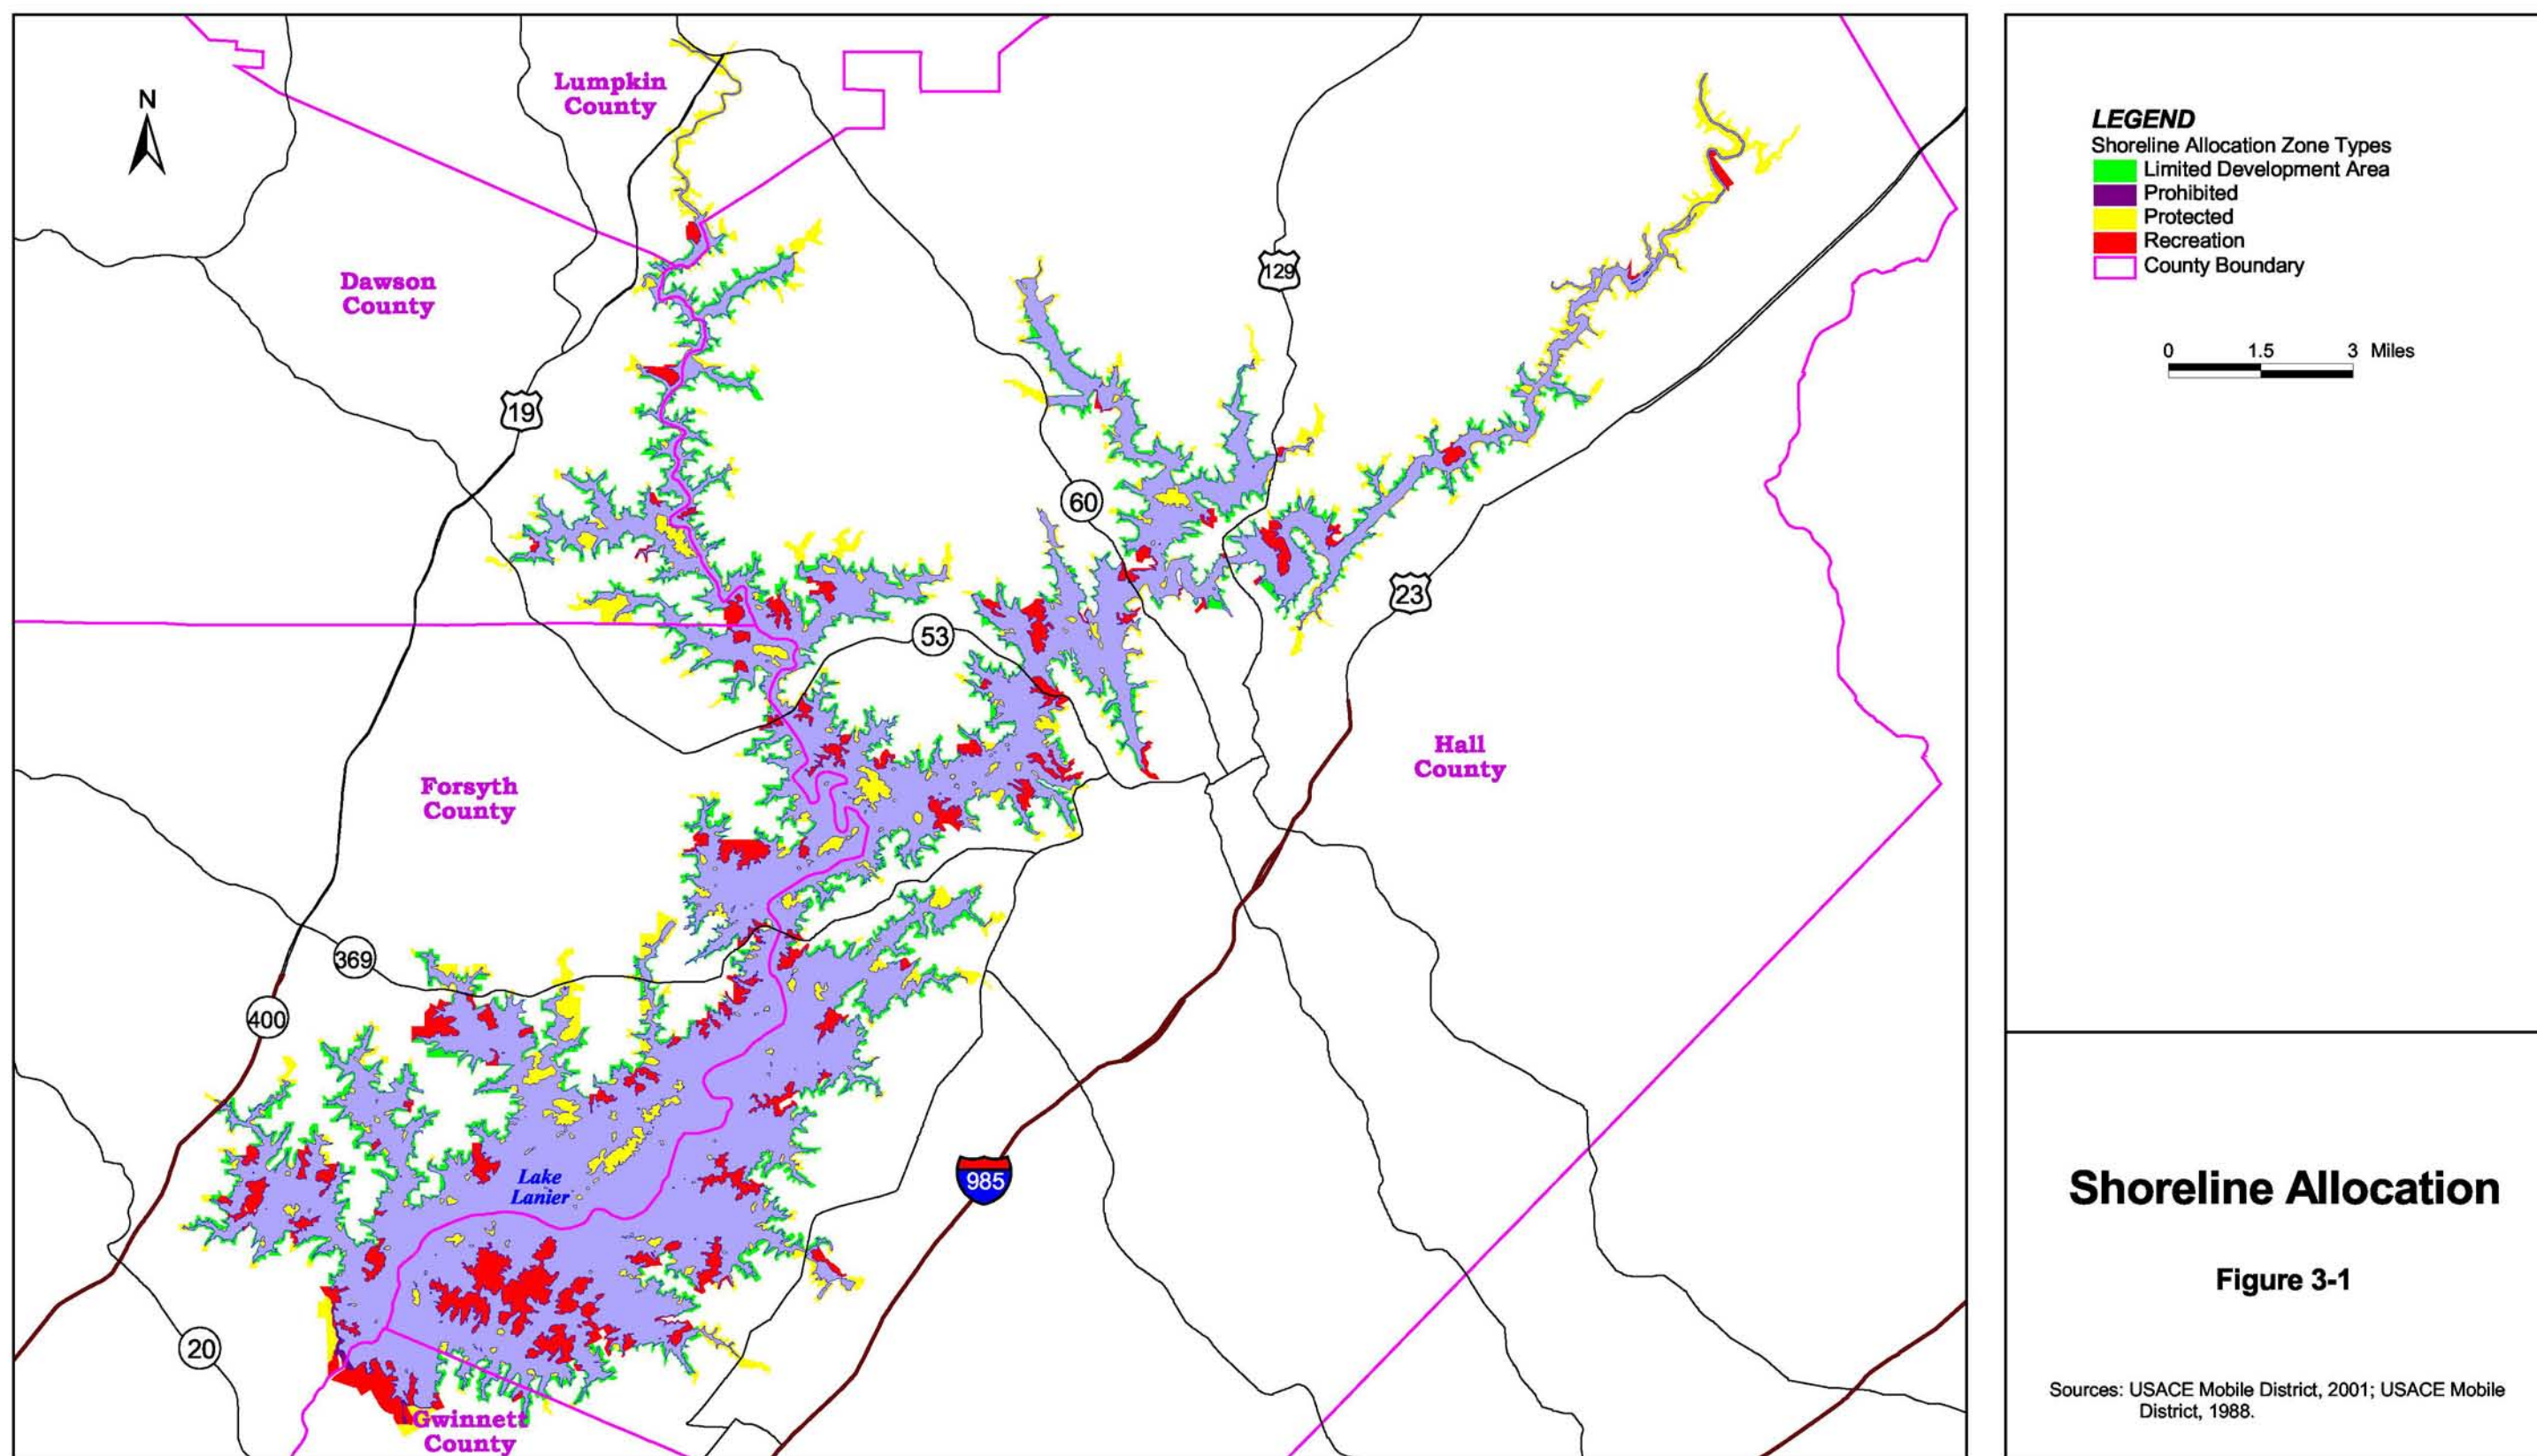 N
Lumpkin
County
Dawson
County
129
19
60
23
53
Hall
County
Forsyth
County
369
400
Lake
Lanier
985
20
Gwinnett
County
LEGEND
Shoreline Allocation Zone Types
Limited Development Area
Prohibited
Protected
Recreation
County Boundary
0 1.5 3 Miles
Shoreline Allocation
Figure 3-1
Sources: USACE Mobile District, 2001; USACE Mobile
District, 1988.